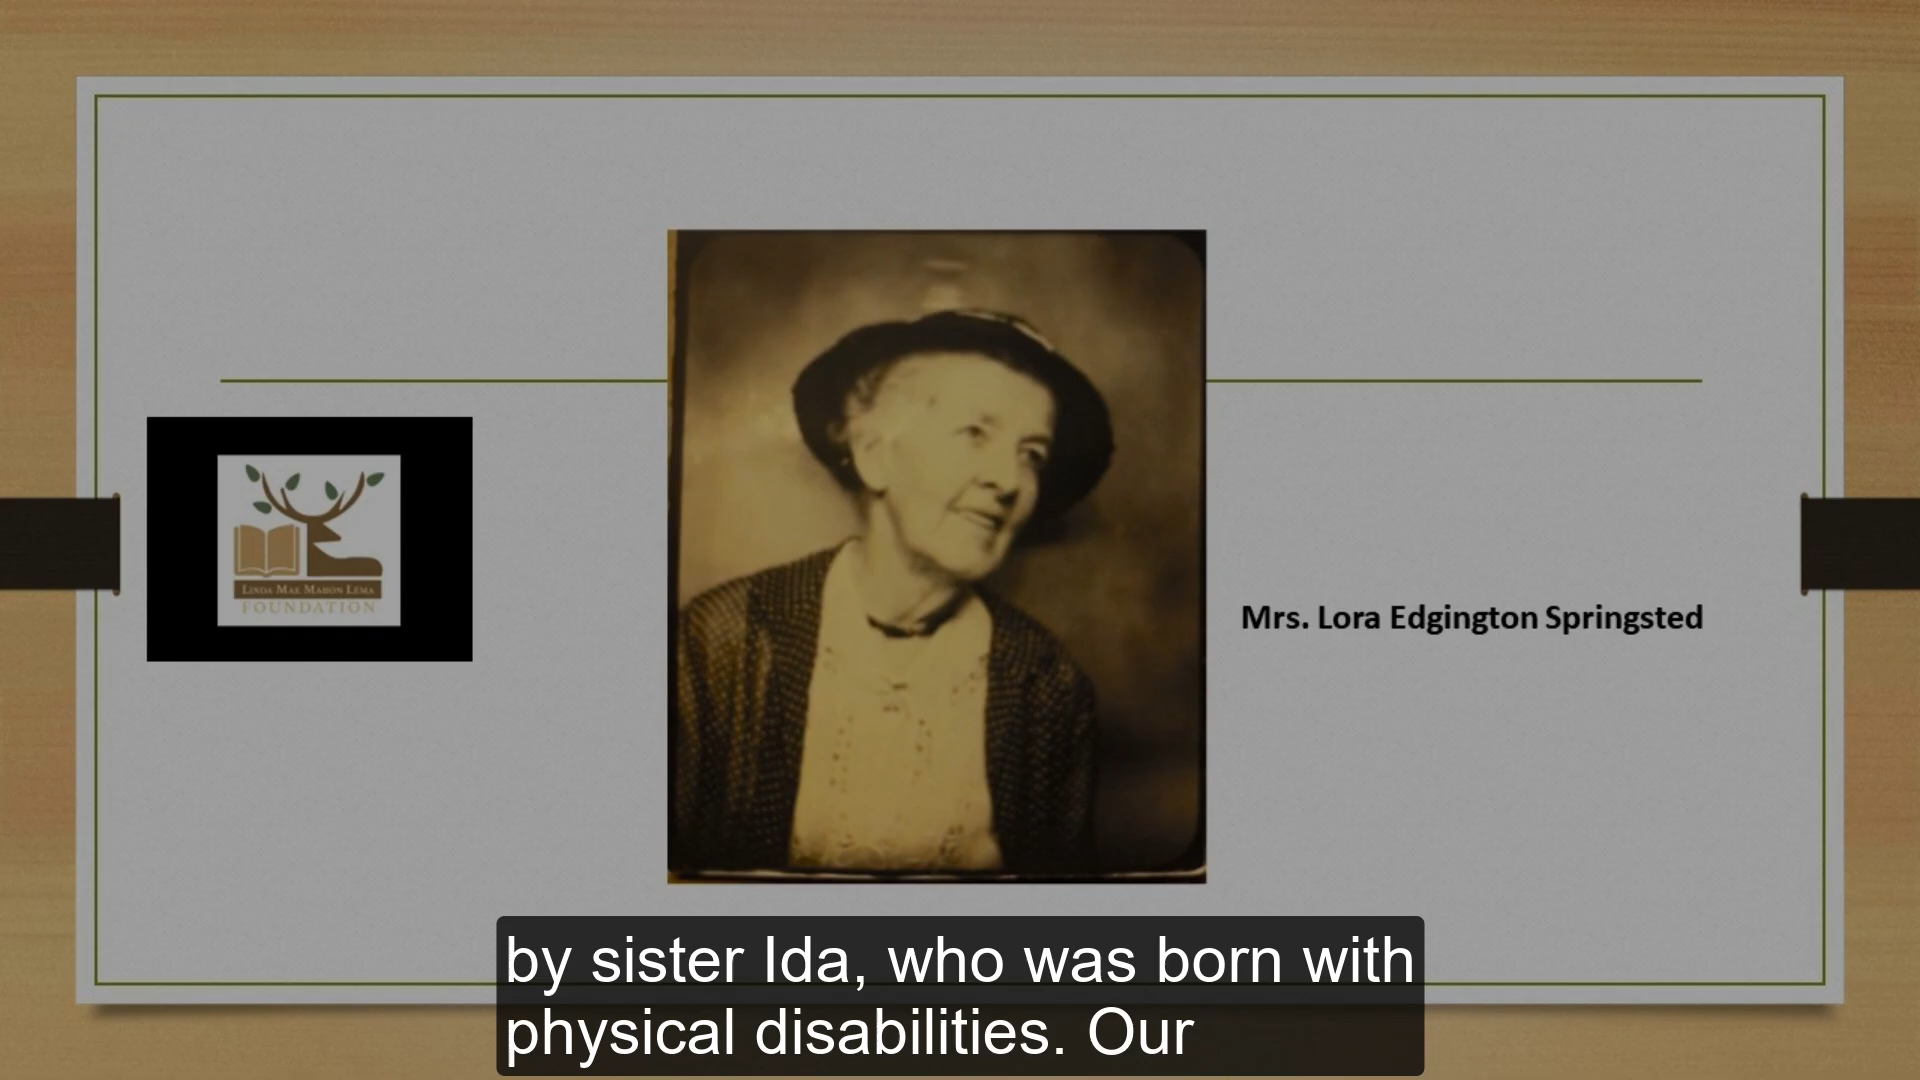 LINDA MAE MAHON LEMA
FOUNDATION
Mrs. Lora Edgington Springsted
by sister Ida, who was born with
physical disabilities. Our